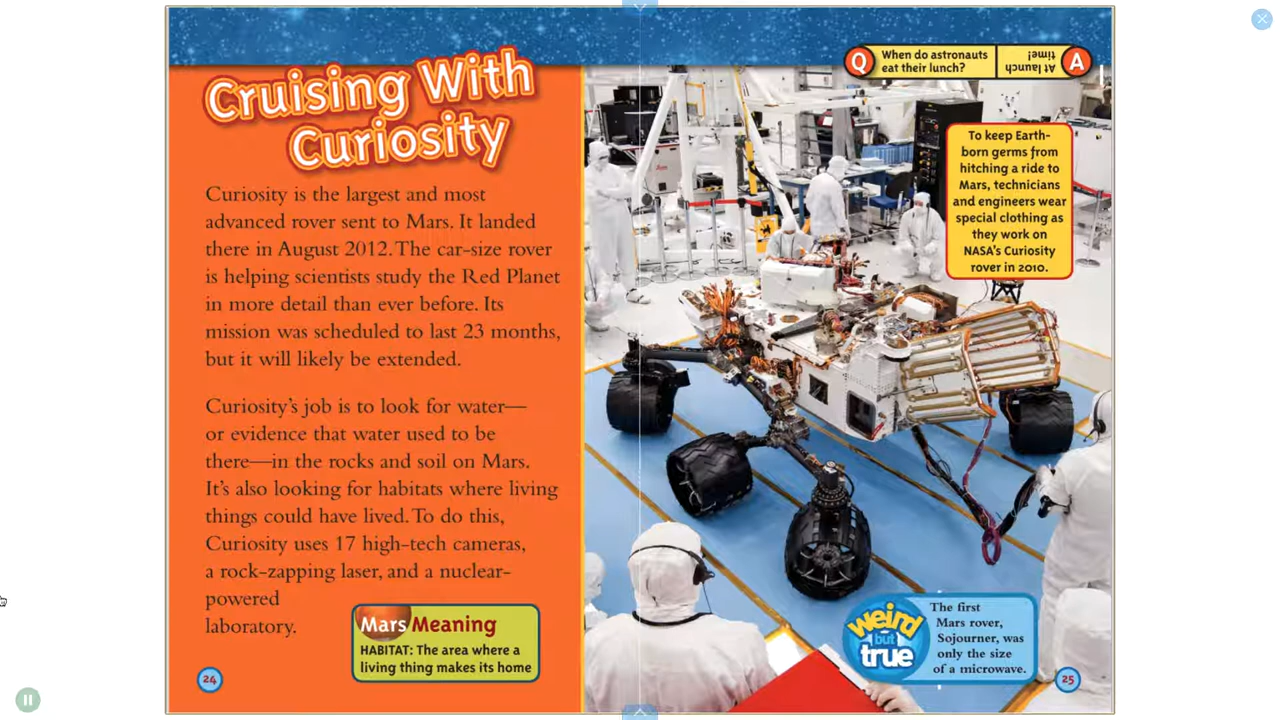 Cruising With
Curiosity
Curiosity is the largest and most
advanced rover sent to Mars. It landed
there in August 2012. The car-size rover
is helping scientists study the Red Planet
in more detail than ever before. Its
mission was scheduled to last 23 months,
but it will likely be extended.
Curiosity's job is to look for water—
or evidence that water used to be
there—in the rocks and soil on Mars.
It's also looking for habitats where living
things could have lived. To do this,
Curiosity uses 17 high-tech cameras,
a rock-zapping laser, and a nuclear-
powered
laboratory.
Mars Meaning
HABITAT: The area where a
living thing makes its home
24
Q
When do astronauts
eat their lunch?
At launch
time!
A
To keep Earth-
born germs from
hitching a ride to
Mars, technicians
and engineers wear
special clothing as
they work on
NASA's Curiosity
rover in 2010.
weird
but
true
The first
Mars rover,
Sojourner, was
only the size
of a microwave.
25